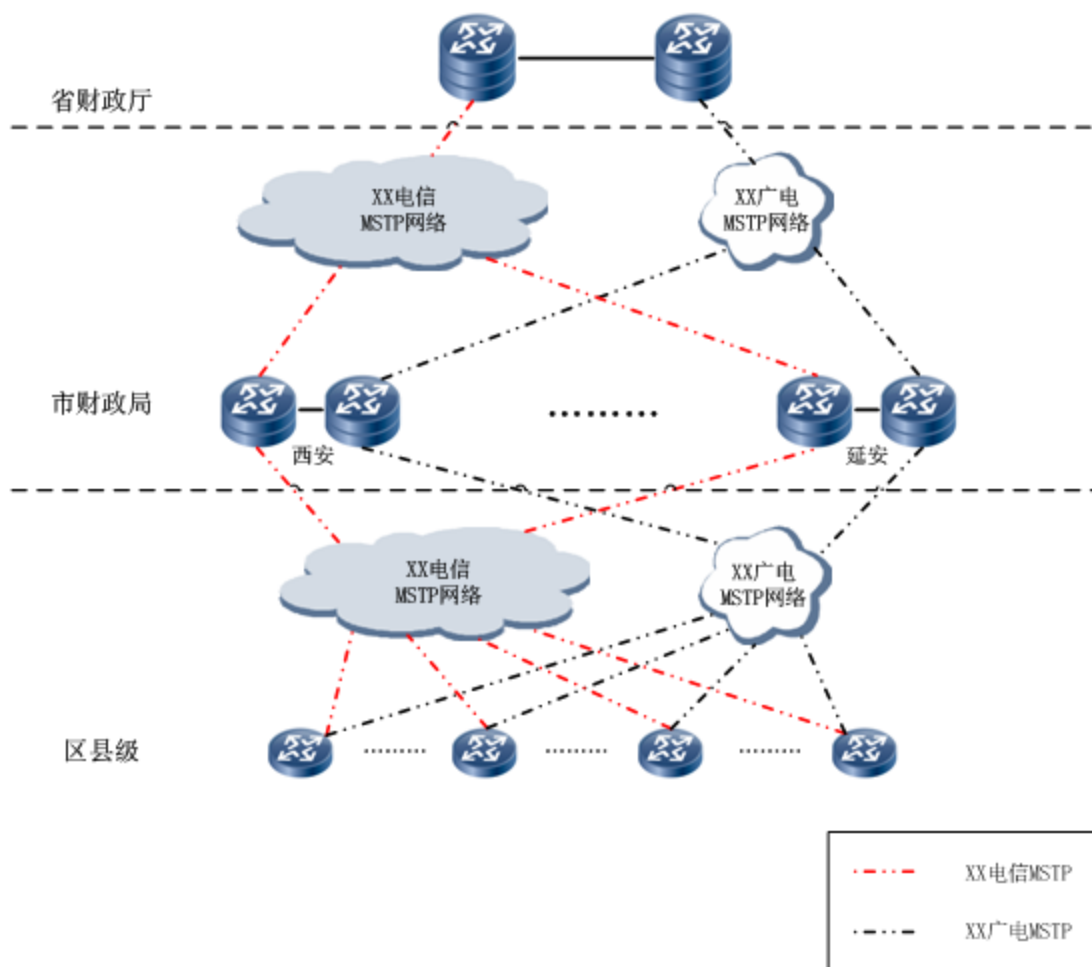 省财政厅
XX电信
MSTP网络
XX广电
MSTP网络
市财政局
西安
延安
XX电信
MSTP网络
XX广电
MSTP网络
区县级
XX电信MSTP
XX广电MSTP